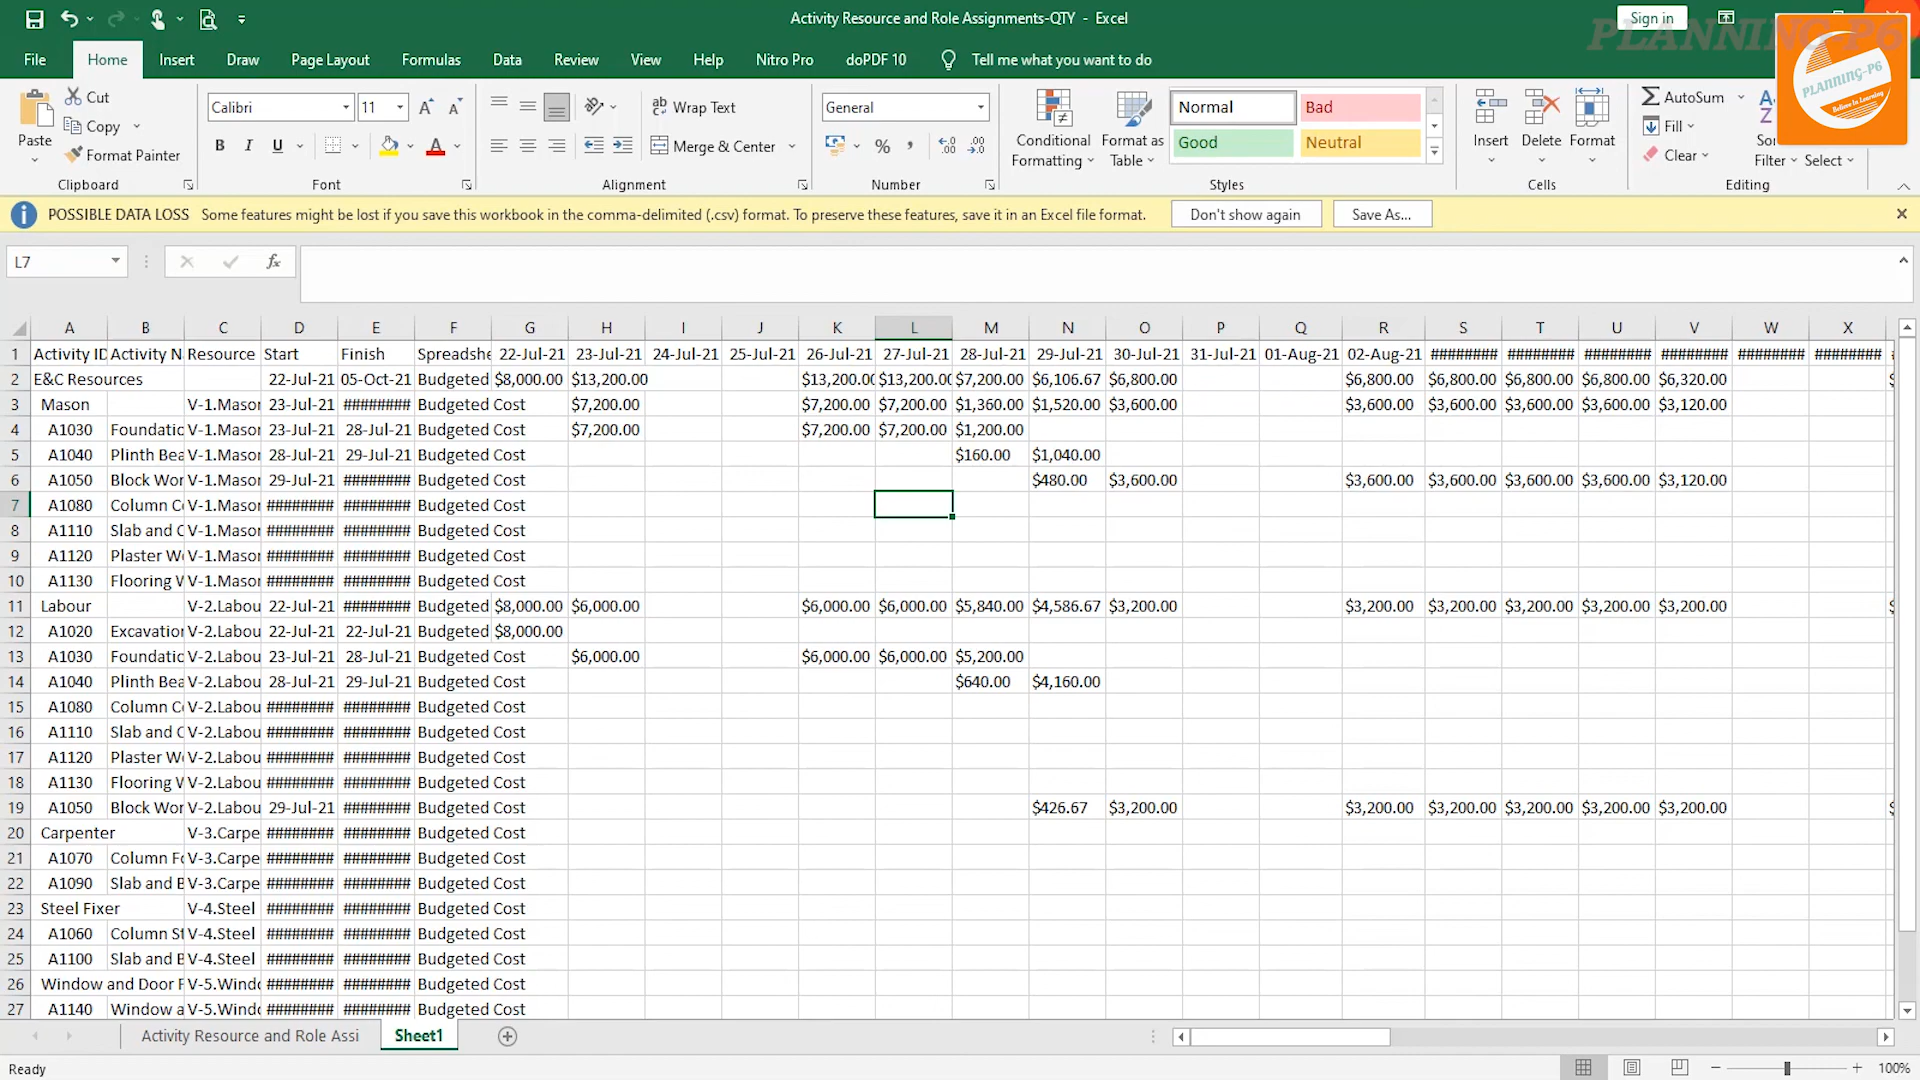 Activity Resource and Role Assignments-QTY - Excel
Sign in
PLANNING-P6
PLANNING-P6
Believe In Learning
File Home Insert Draw Page Layout Formulas Data Review View Help Nitro Pro doPDF 10 Tell me what you want to do
Paste Cut Copy Format Painter Clipboard
Calibri 11 B I U Font
Wrap Text Merge & Center Alignment
General % Number
Conditional Formatting Format as Table Normal Bad Good Neutral Styles
Insert Delete Format Cells
AutoSum Fill Clear Filter Select Editing
POSSIBLE DATA LOSS Some features might be lost if you save this workbook in the comma-delimited (.csv) format. To preserve these features, save it in an Excel file format. Don't show again Save As...
L7 fx
A B C D E F G H I J K L M N O P Q R S T U V W X
1 Activity ID Activity N Resource Start Finish Spreadshe 22-Jul-21 23-Jul-21 24-Jul-21 25-Jul-21 26-Jul-21 27-Jul-21 28-Jul-21 29-Jul-21 30-Jul-21 31-Jul-21 01-Aug-21 02-Aug-21 ######## ######## ######## ######## ######## ########
2 E&C Resources 22-Jul-21 05-Oct-21 Budgeted $8,000.00 $13,200.00 $13,200.00 $13,200.00 $7,200.00 $6,106.67 $6,800.00 $6,800.00 $6,800.00 $6,800.00 $6,800.00 $6,320.00
3 Mason V-1.Mason 23-Jul-21 ######## Budgeted Cost $7,200.00 $7,200.00 $7,200.00 $1,360.00 $1,520.00 $3,600.00 $3,600.00 $3,600.00 $3,600.00 $3,600.00 $3,120.00
4 A1030 Foundatio V-1.Mason 23-Jul-21 28-Jul-21 Budgeted Cost $7,200.00 $7,200.00 $7,200.00 $1,200.00
5 A1040 Plinth Bea V-1.Mason 28-Jul-21 29-Jul-21 Budgeted Cost $160.00 $1,040.00
6 A1050 Block Wor V-1.Mason 29-Jul-21 ######## Budgeted Cost $480.00 $3,600.00 $3,600.00 $3,600.00 $3,600.00 $3,600.00 $3,120.00
7 A1080 Column Co V-1.Mason ######## ######## Budgeted Cost
8 A1110 Slab and C V-1.Mason ######## ######## Budgeted Cost
9 A1120 Plaster Wo V-1.Mason ######## ######## Budgeted Cost
10 A1130 Flooring W V-1.Mason ######## ######## Budgeted Cost
11 Labour V-2.Labou 22-Jul-21 ######## Budgeted $8,000.00 $6,000.00 $6,000.00 $6,000.00 $5,840.00 $4,586.67 $3,200.00 $3,200.00 $3,200.00 $3,200.00 $3,200.00 $3,200.00
12 A1020 Excavation V-2.Labou 22-Jul-21 22-Jul-21 Budgeted $8,000.00
13 A1030 Foundatio V-2.Labou 23-Jul-21 28-Jul-21 Budgeted Cost $6,000.00 $6,000.00 $6,000.00 $5,200.00
14 A1040 Plinth Bea V-2.Labou 28-Jul-21 29-Jul-21 Budgeted Cost $640.00 $4,160.00
15 A1080 Column Co V-2.Labou ######## ######## Budgeted Cost
16 A1110 Slab and C V-2.Labou ######## ######## Budgeted Cost
17 A1120 Plaster Wo V-2.Labou ######## ######## Budgeted Cost
18 A1130 Flooring W V-2.Labou ######## ######## Budgeted Cost
19 A1050 Block Wor V-2.Labou 29-Jul-21 ######## Budgeted Cost $426.67 $3,200.00 $3,200.00 $3,200.00 $3,200.00 $3,200.00 $3,200.00
20 Carpenter V-3.Carpe ######## ######## Budgeted Cost
21 A1070 Column Fo V-3.Carpe ######## ######## Budgeted Cost
22 A1090 Slab and B V-3.Carpe ######## ######## Budgeted Cost
23 Steel Fixer V-4.Steel ######## ######## Budgeted Cost
24 A1060 Column St V-4.Steel ######## ######## Budgeted Cost
25 A1100 Slab and B V-4.Steel ######## ######## Budgeted Cost
26 Window and Door F V-5.Windo ######## ######## Budgeted Cost
27 A1140 Window a V-5.Windo ######## ######## Budgeted Cost
Activity Resource and Role Assi Sheet1
Ready 100%